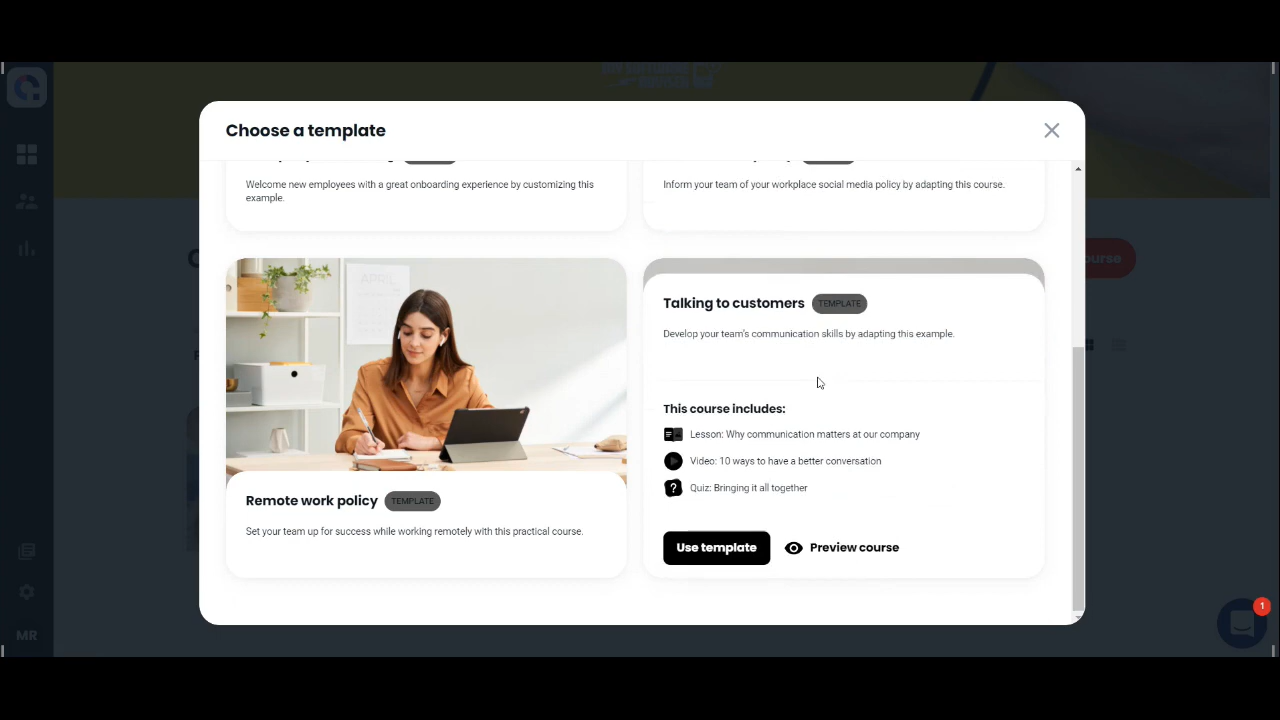 Choose a template
TEMPLATE
TEMPLATE
Welcome new employees with a great onboarding experience by customizing this
example.
Inform your team of your workplace social media policy by adapting this course.
APRIL
Talking to customers TEMPLATE
Develop your team's communication skills by adapting this example.
This course includes:
Lesson: Why communication matters at our company
Video: 10 ways to have a better conversation
Quiz: Bringing it all together
Use template
Preview course
Remote work policy TEMPLATE
Set your team up for success while working remotely with this practical course.
MR
1